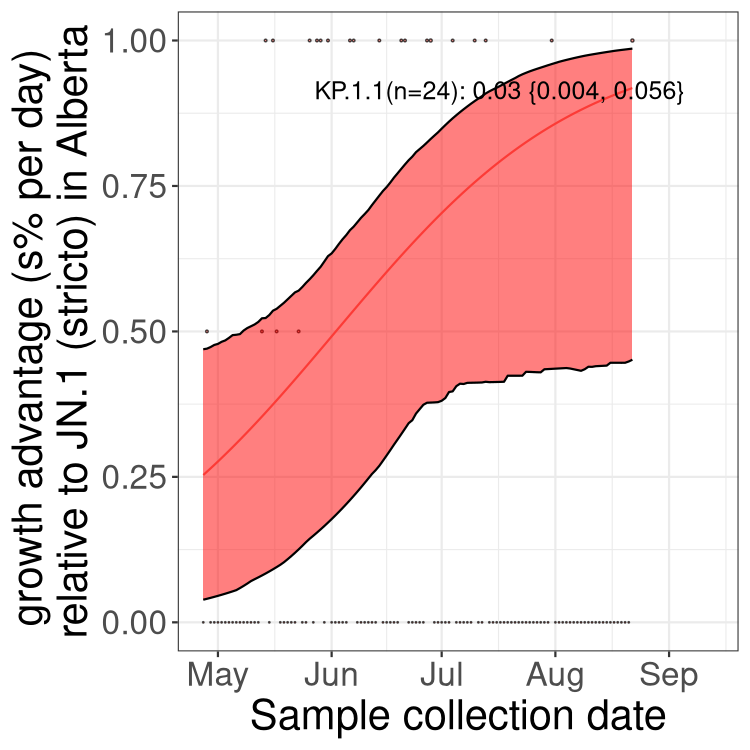 growth advantage (s% per day)
relative to JN.1 (stricto) in Alberta
1.00
0.75
0.50
0.25
0.00
KP.1.1(n=24): 0.03 {0.004, 0.056}
May Jun Jul Aug Sep
Sample collection date